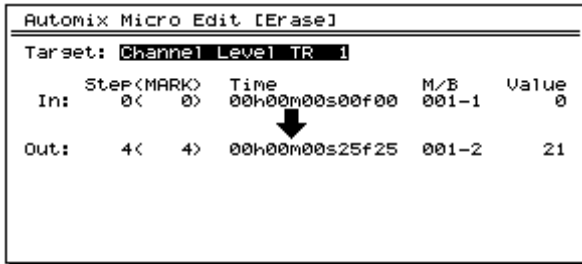 Automix Micro Edit [Erase]
Target: Channel Level TR 1
Step(MARK) Time M/B Value
In: 0( 0) 00h00m00s00f00 001-1 0
Out: 4( 4) 00h00m00s25f25 001-2 21